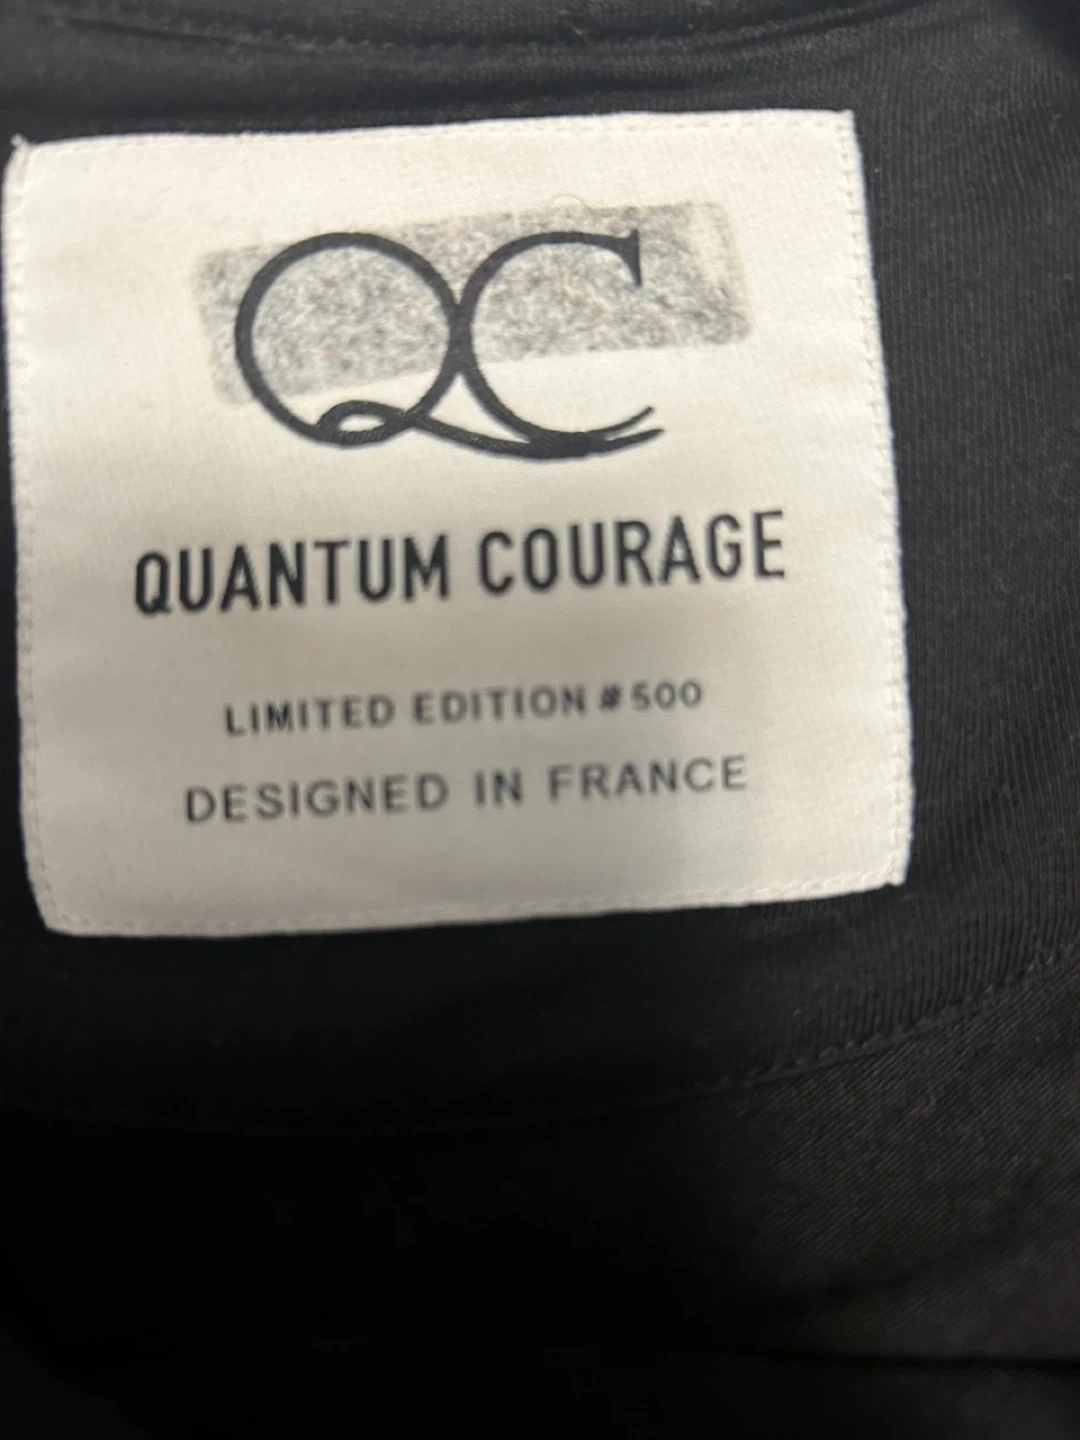 QC
QUANTUM COURAGE
LIMITED EDITION #500
DESIGNED IN FRANCE